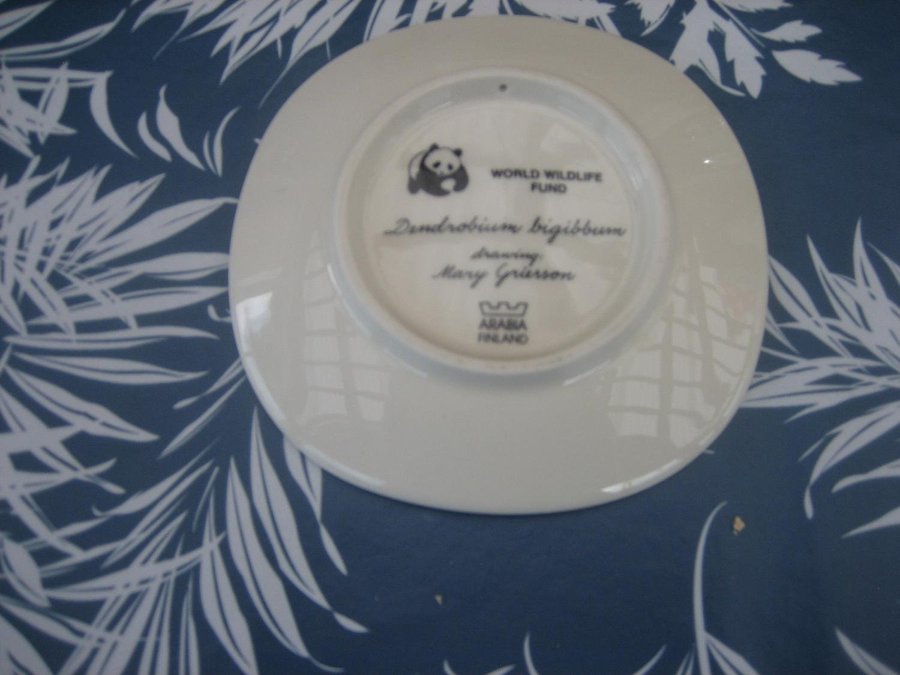 WORLD WILDLIFE
FUND
Dendrobium bigibbum
drawing:
Mary Grierson
ARABIA
FINLAND